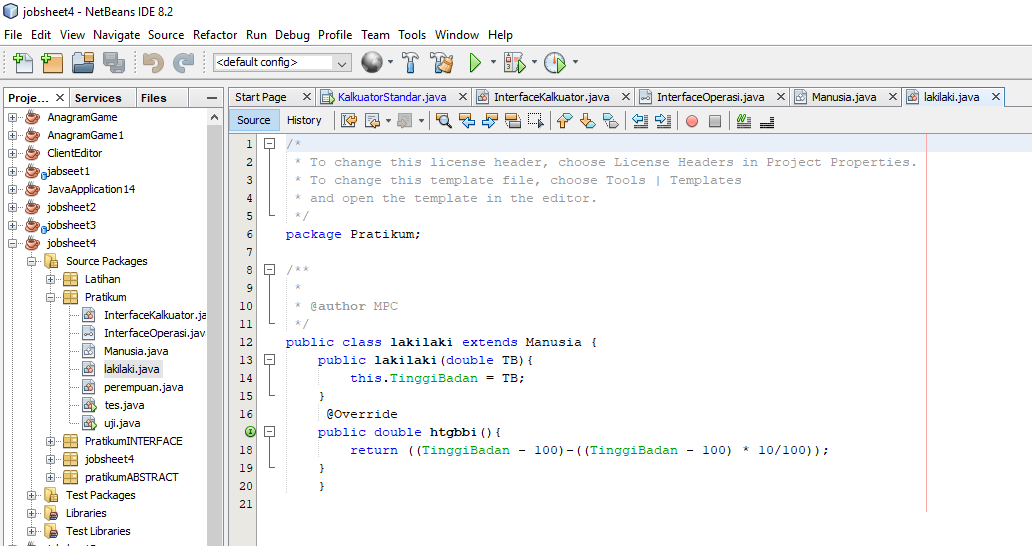 jobsheet4 - NetBeans IDE 8.2
File Edit View Navigate Source Refactor Run Debug Profile Team Tools Window Help
<default config>
Proje... Services Files
Start Page KalkuatorStandar.java InterfaceKalkuator.java InterfaceOperasi.java Manusia.java lakilaki.java
Source History
AnagramGame
AnagramGame1
ClientEditor
jabseet1
JavaApplication14
jobsheet2
jobsheet3
jobsheet4
Source Packages
Latihan
Pratikum
InterfaceKalkuator.ja
InterfaceOperasi.jav
Manusia.java
lakilaki.java
perempuan.java
tes.java
uji.java
PratikumINTERFACE
jobsheet4
pratikumABSTRACT
Test Packages
Libraries
Test Libraries
1 /*
2 * To change this license header, choose License Headers in Project Properties.
3 * To change this template file, choose Tools | Templates
4 * and open the template in the editor.
5 */
6 package Pratikum;
7
8 /**
9 *
10 * @author MPC
11 */
12 public class lakilaki extends Manusia {
13 public lakilaki(double TB){
14 this.TinggiBadan = TB;
15 }
16 @Override
public double htgbbi(){
18 return ((TinggiBadan - 100)-((TinggiBadan - 100) * 10/100));
19 }
20 }
21